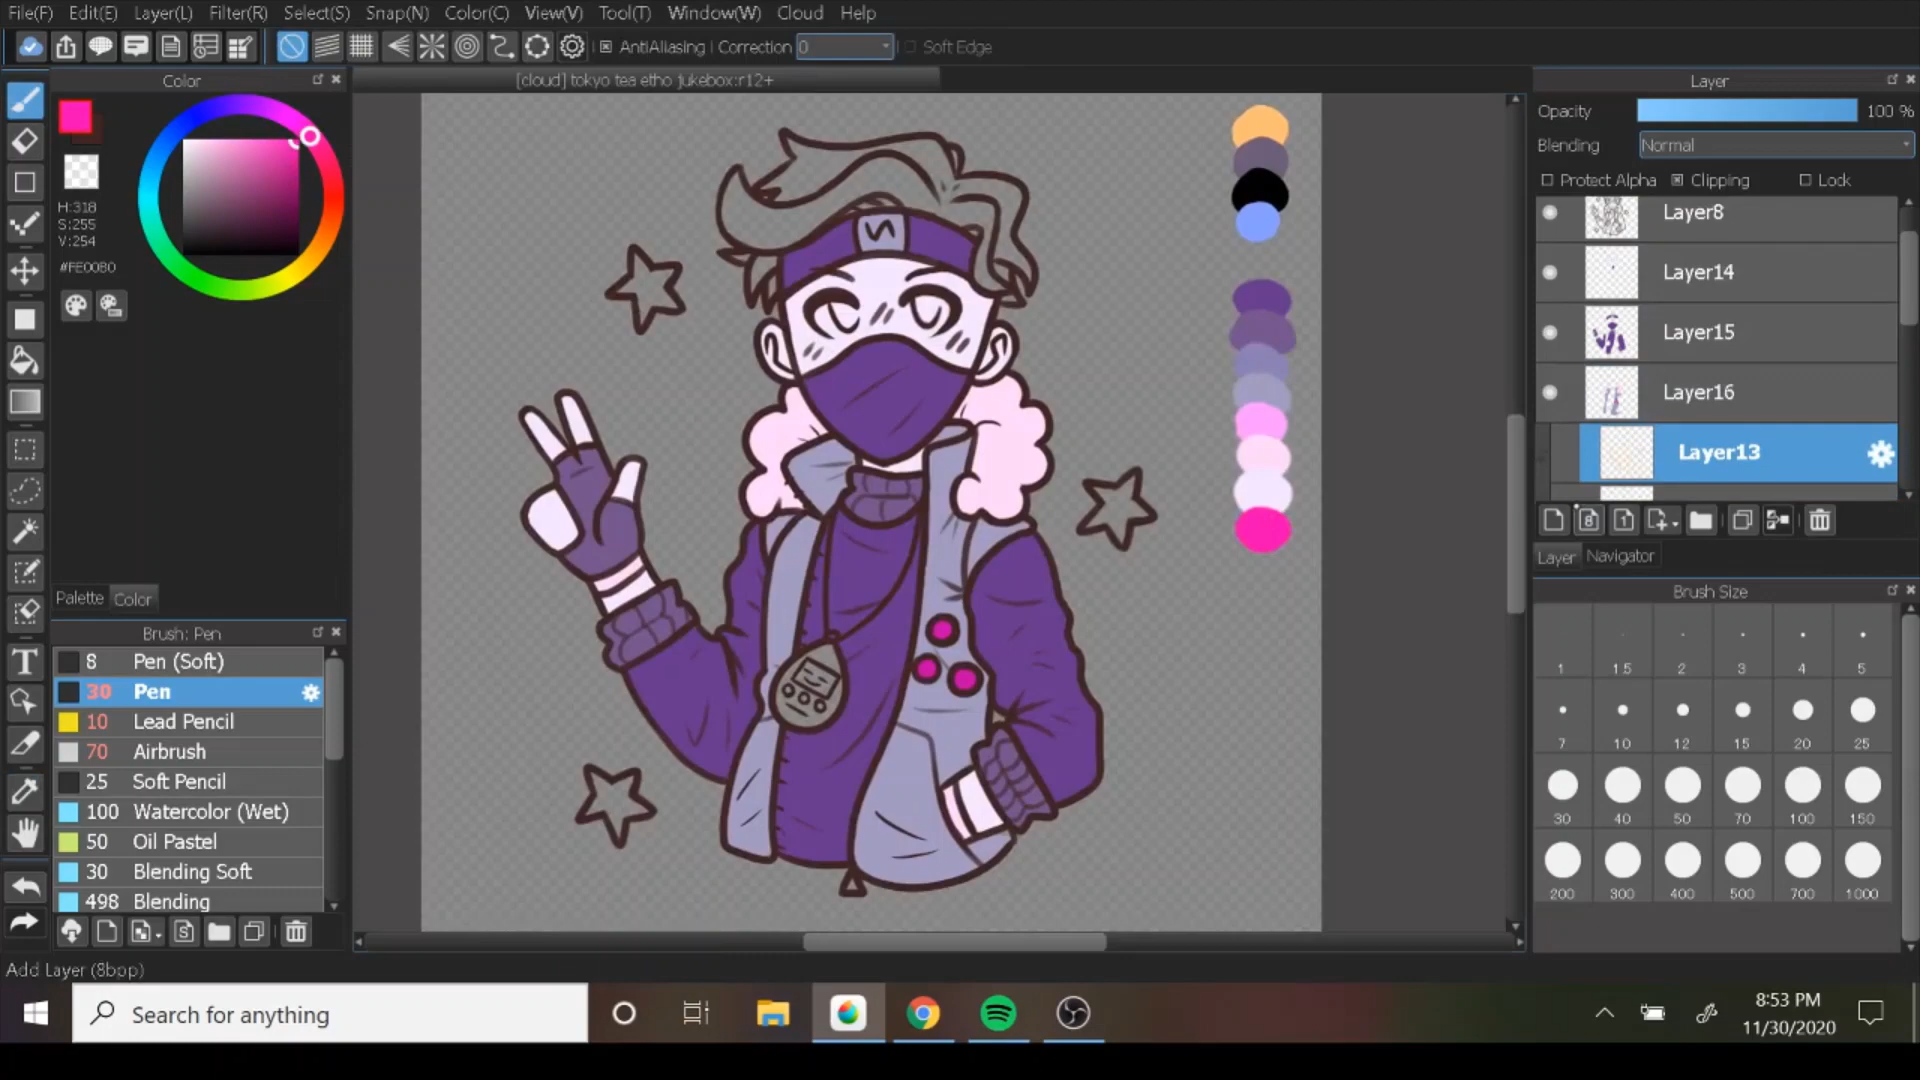 File(F) Edit(E) Layer(L) Filter(R) Select(S) Snap(N) Color(C) View(V) Tool(T) Window(W) Cloud Help
AntiAliasing Correction 0 Soft Edge
Color
[cloud] tokyo tea etho jukebox:r12+
H:318
S:255
V:254
#FE00B0
Palette Color
Brush: Pen
8 Pen (Soft)
30 Pen
10 Lead Pencil
70 Airbrush
25 Soft Pencil
100 Watercolor (Wet)
50 Oil Pastel
30 Blending Soft
498 Blending
Add Layer (8bpp)
Layer
Opacity 100 %
Blending Normal
Protect Alpha Clipping Lock
Layer8
Layer14
Layer15
Layer16
Layer13
8 1
Layer Navigator
Brush Size
1 1.5 2 3 4 5
7 10 12 15 20 25
30 40 50 70 100 150
200 300 400 500 700 1000
Search for anything
8:53 PM
11/30/2020